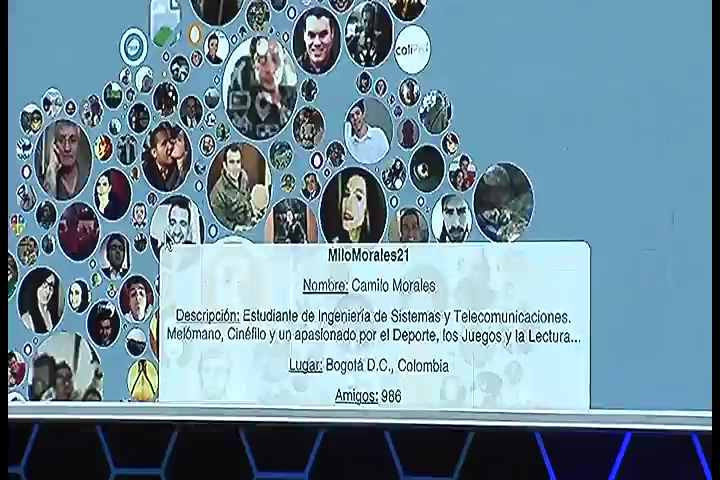 MiloMorales21
Nombre: Camilo Morales
Descripción: Estudiante de Ingeniería de Sistemas y Telecomunicaciones.
Melómano, Cinéfilo y un apasionado por el Deporte, los Juegos y la Lectura...
Lugar: Bogotá D.C., Colombia
Amigos: 986